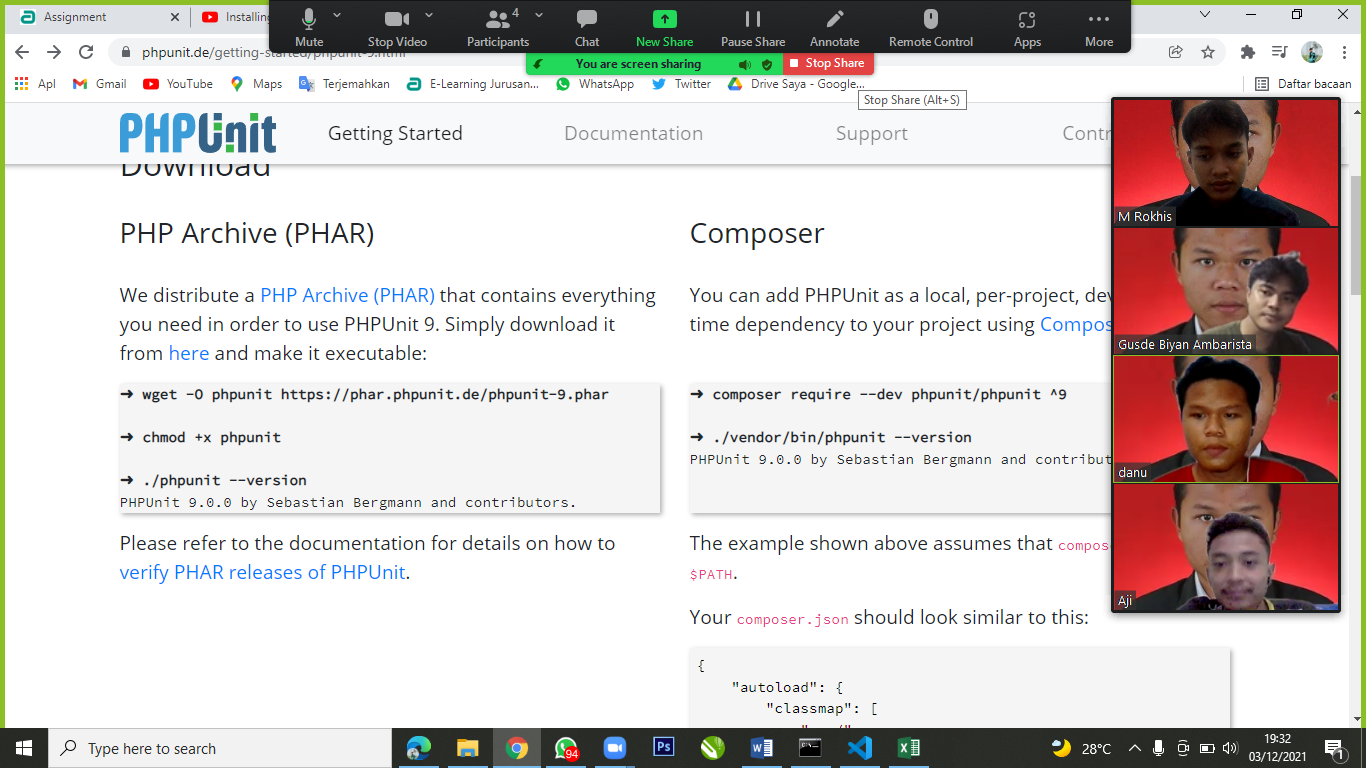 Assignment
Installing
4
Mute
Stop Video
Participants
Chat
New Share
Pause Share
Annotate
Remote Control
Apps
More
phpunit.de/getting-started/phpunit-9.html
You are screen sharing
Stop Share
Stop Share (Alt+S)
Apl
Gmail
YouTube
Maps
Terjemahkan
E-Learning Jurusan...
WhatsApp
Twitter
Drive Saya - Google...
Daftar bacaan
PHPUnit
Getting Started
Documentation
Support
Contr
Download
PHP Archive (PHAR)
We distribute a PHP Archive (PHAR) that contains everything
you need in order to use PHPUnit 9. Simply download it
from here and make it executable:
➜ wget -O phpunit https://phar.phpunit.de/phpunit-9.phar
➜ chmod +x phpunit
➜ ./phpunit --version
PHPUnit 9.0.0 by Sebastian Bergmann and contributors.
Please refer to the documentation for details on how to
verify PHAR releases of PHPUnit.
Composer
You can add PHPUnit as a local, per-project, dev
time dependency to your project using Compos
➜ composer require --dev phpunit/phpunit ^9
➜ ./vendor/bin/phpunit --version
PHPUnit 9.0.0 by Sebastian Bergmann and contribut
The example shown above assumes that compos
$PATH.
Your composer.json should look similar to this:
{
"autoload": {
"classmap": [
M Rokhis
Gusde Biyan Ambarista
danu
Aji
Type here to search
94
Ps
28°C
19:32
03/12/2021
1